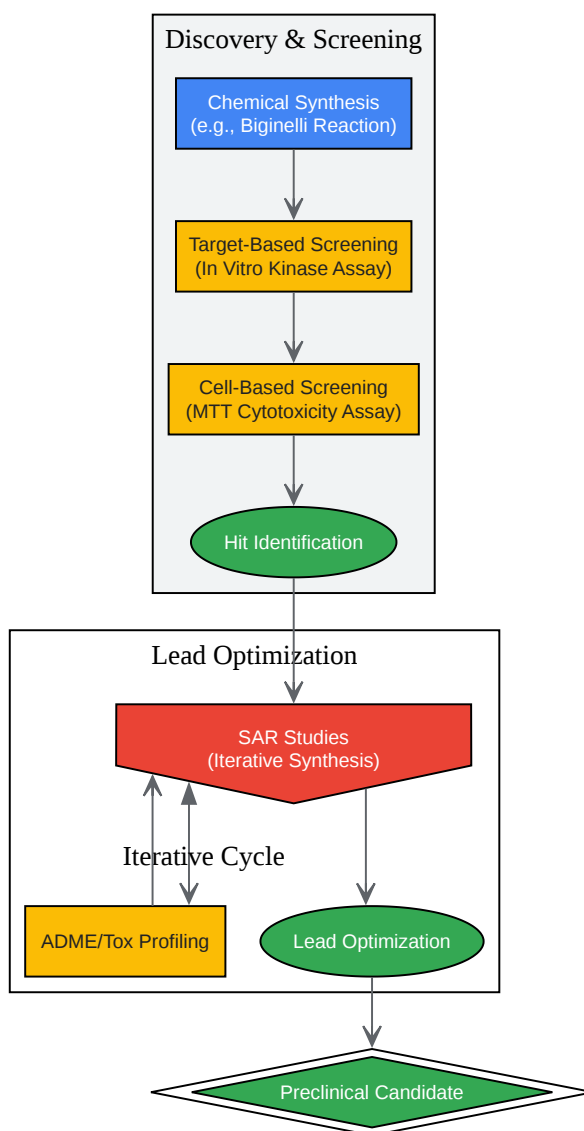 Discovery & Screening
Chemical Synthesis
(e.g., Biginelli Reaction)
Target-Based Screening
(In Vitro Kinase Assay)
Cell-Based Screening
(MTT Cytotoxicity Assay)
Hit Identification
Lead Optimization
SAR Studies
(Iterative Synthesis)
Iterative Cycle
ADME/Tox Profiling
Lead Optimization
Preclinical Candidate